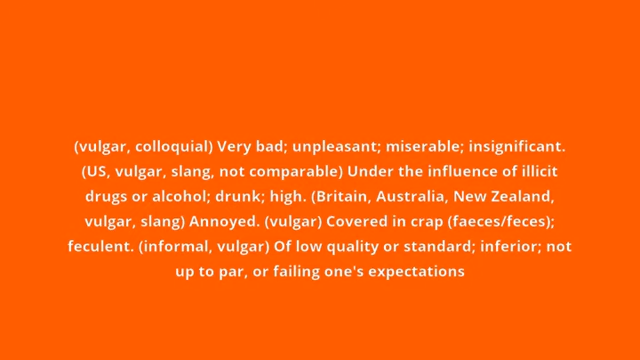 (vulgar, colloquial) Very bad; unpleasant; miserable; insignificant.
(US, vulgar, slang, not comparable) Under the influence of illicit
drugs or alcohol; drunk; high. (Britain, Australia, New Zealand,
vulgar, slang) Annoyed. (vulgar) Covered in crap (faeces/feces);
feculent. (informal, vulgar) Of low quality or standard; inferior; not
up to par, or failing one's expectations